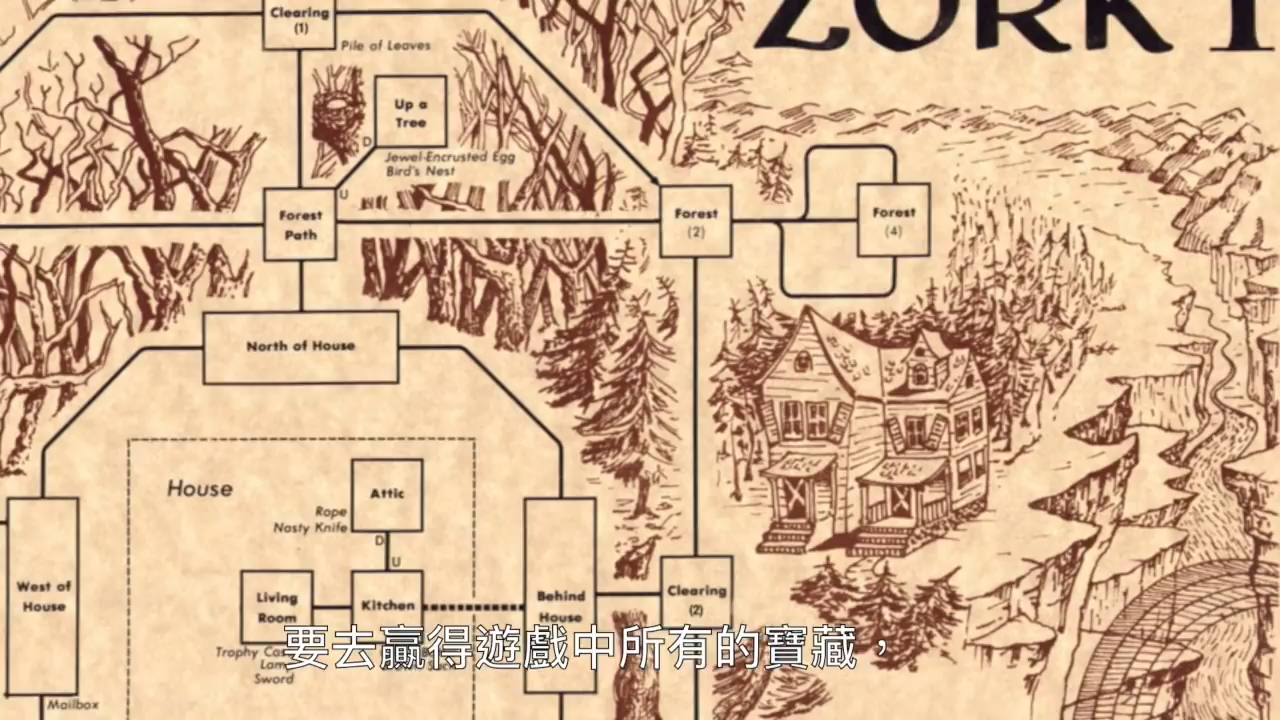 ZORK I
Clearing
(1)
Pile of Leaves
Up a
Tree
D
Jewel-Encrusted Egg
Bird's Nest
U
Forest
Path
Forest
(2)
Forest
(4)
North of House
House
Attic
Rope
Nasty Knife
D
U
West of
House
Living
Room
Kitchen
Behind
House
Clearing
(2)
Trophy
Sword
Mailbox
要去贏得遊戲中所有的寶藏，